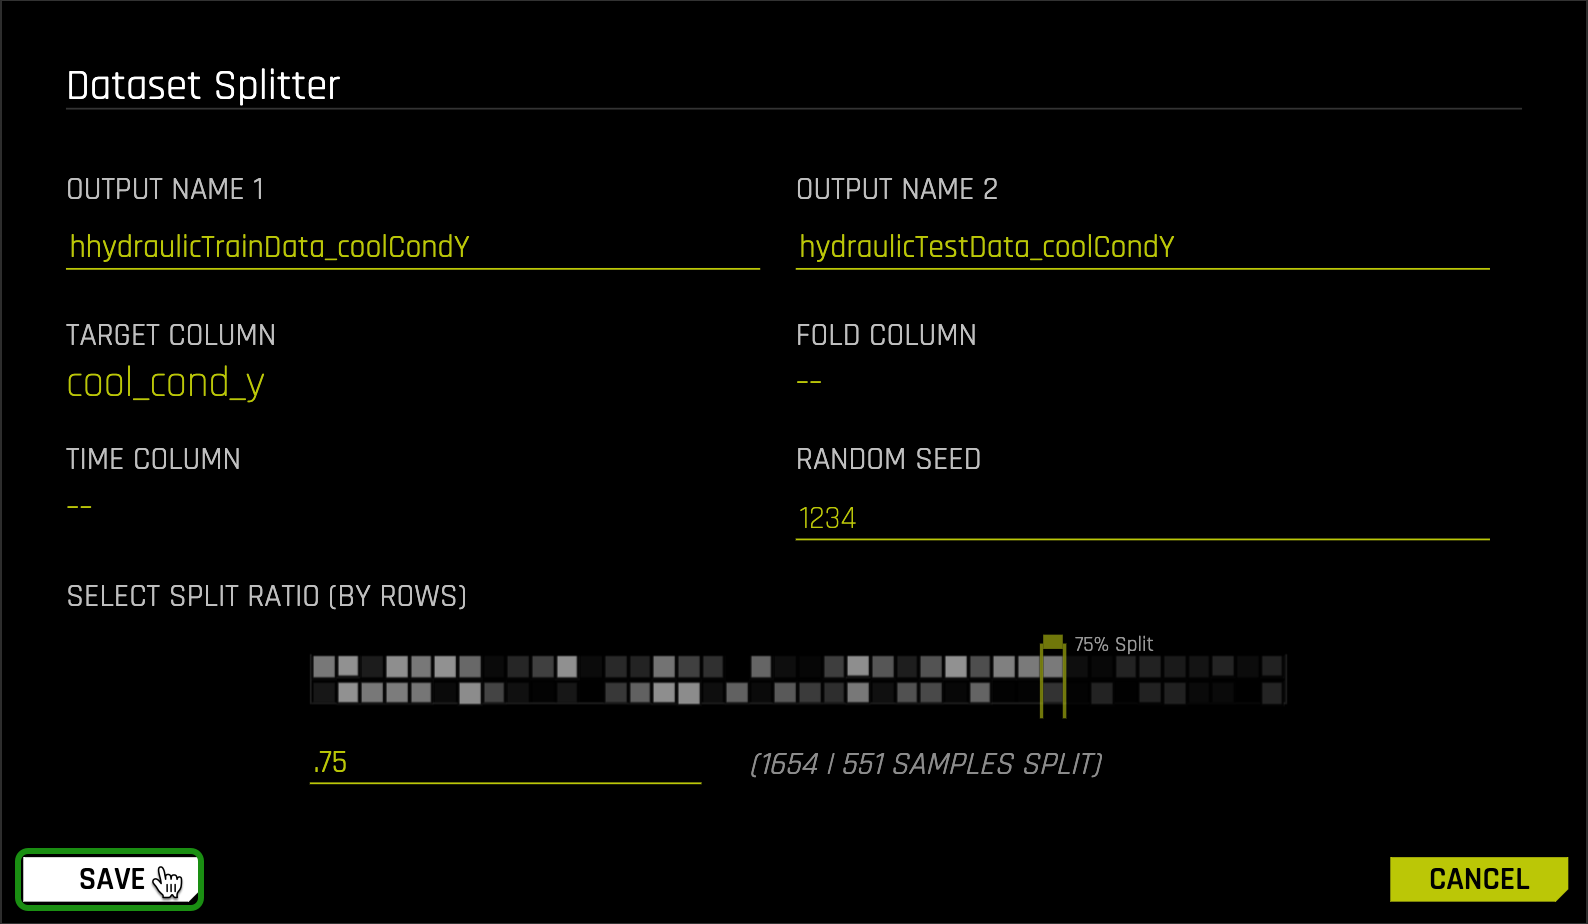 Dataset Splitter
OUTPUT NAME 1
hhydraulicTrainData_coolCondY
OUTPUT NAME 2
hydraulicTestData_coolCondY
TARGET COLUMN
cool_cond_y
FOLD COLUMN
--
TIME COLUMN
--
RANDOM SEED
1234
SELECT SPLIT RATIO (BY ROWS)
75% Split
.75
(1654 | 551 SAMPLES SPLIT)
SAVE
CANCEL